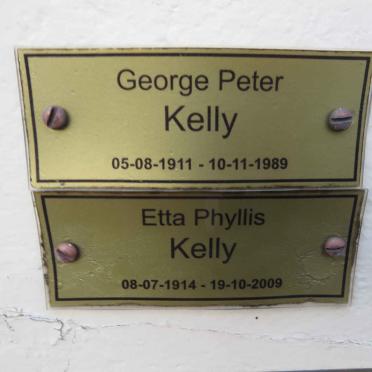 George Peter
Kelly
05-08-1911 - 10-11-1989
Etta Phyllis
Kelly
08-07-1914 - 19-10-2009